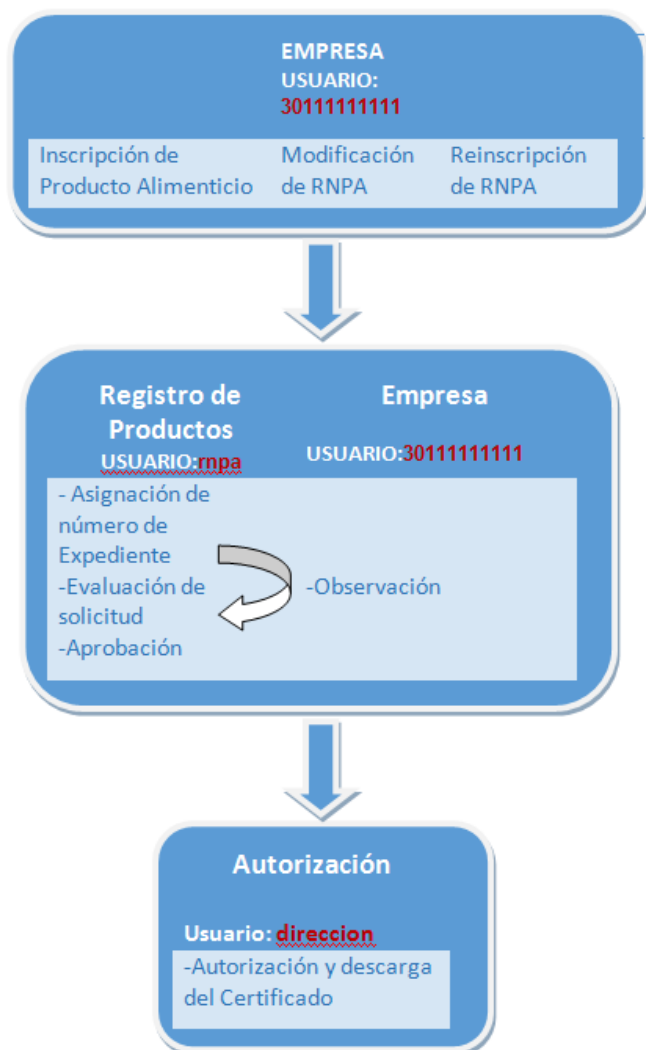 EMPRESA
USUARIO:
30111111111
Inscripción de
Producto Alimenticio
Modificación
de RNPA
Reinscripción
de RNPA
Registro de
Productos
USUARIO:rnpa
Empresa
USUARIO:30111111111
- Asignación de
número de
Expediente
-Evaluación de
solicitud
-Aprobación
-Observación
Autorización
Usuario: direccion
-Autorización y descarga
del Certificado